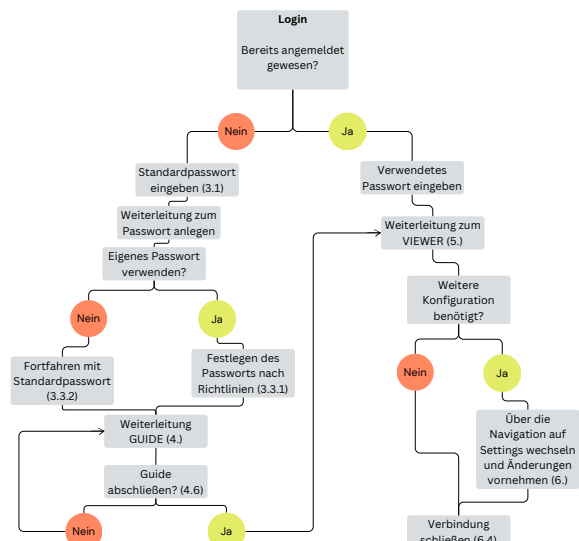 Login
Bereits angemeldet
gewesen?
Nein
Ja
Standardpasswort
eingeben (3.1)
Verwendetes
Passwort eingeben
Weiterleitung zum
Passwort anlegen
Weiterleitung zum
VIEWER (5.)
Eigenes Passwort
verwenden?
Weitere
Konfiguration
benötigt?
Nein
Ja
Fortfahren mit
Standardpasswort
(3.3.2)
Festlegen des
Passworts nach
Richtlinien (3.3.1)
Nein
Ja
Weiterleitung
GUIDE (4.)
Über die
Navigation auf
Settings wechseln
und Änderungen
vornehmen (6.)
Guide
abschließen? (4.6)
Nein
Ja
Verbindung
schließen (6.4)